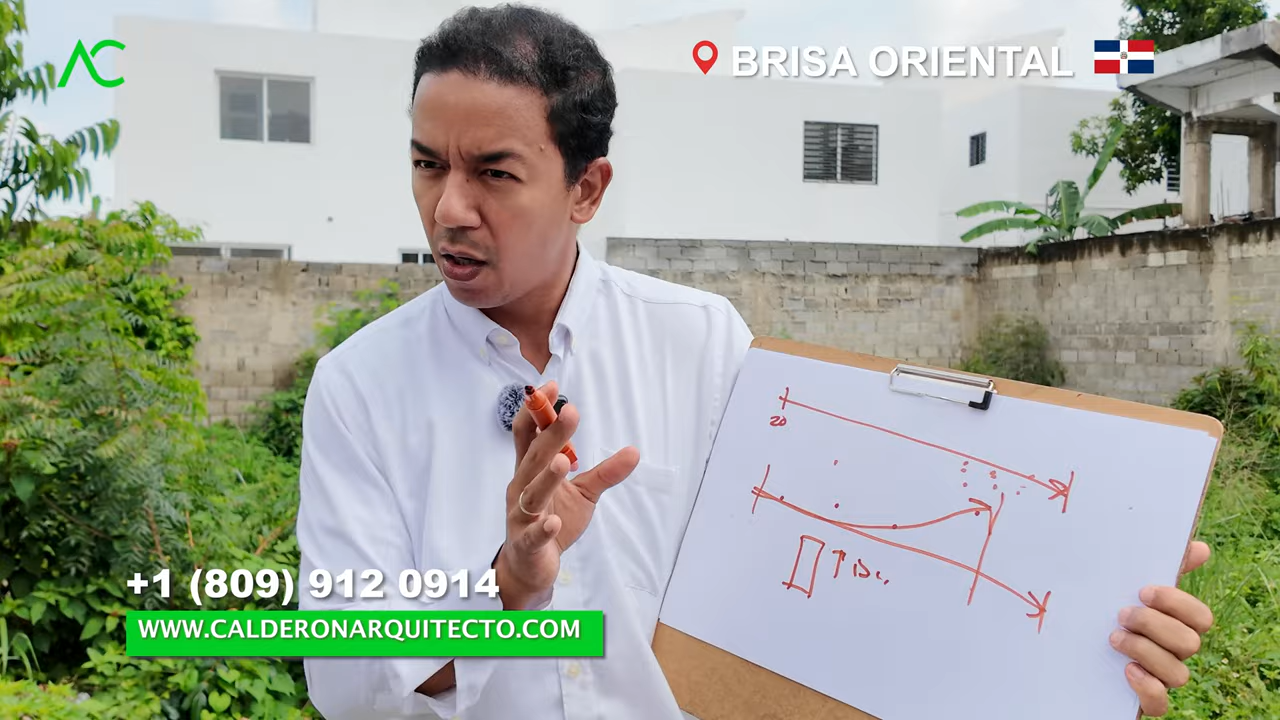 AC
BRISA ORIENTAL
20
+1 (809) 912 0914
WWW.CALDERONARQUITECTO.COM